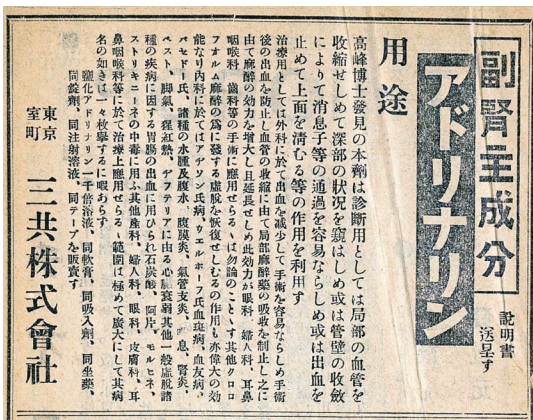 副腎主成分
アドリナリン
説明書
送呈す
用途
高峰博士發見の本劑は診斷用としては局部の血管を
收縮せしめて深部の狀況を窺はしめ或は管壁の收斂
によりて消息子等の通過を容易ならしめ或は出血を
止めて上面を淸むる等の作用を利用す
治療用としては外科に於て出血を減少して手術を容易ならしめ手術
後の出血を防止し血管の收縮に由て局部麻醉藥の吸收を制止し之に
由て麻醉の効力を增大し且延長せしめ此効力が眼科、婦人科、耳鼻
咽喉科、齒科等の手術に應用せらるゝは勿論のことゝす其他クロロ
フオルム麻醉の爲に發する虛脫を恢復せしむるの作用も亦偉大の効
能なり內科に於てはアヂソン氏病、ウエルホーフ氏血斑病、血友病、
バセドー氏、諸種の水腫及腹水、腹膜炎、氣管支炎、喘息、腎炎、
ペスト、脚氣、猩紅熱、デフテリアに由る心臟衰弱其他一般虛脫諸
種の疾病に因する胃腸の出血に用ひられ石炭酸、阿片、モルヒネ、
ストリキニーネの中毒に用ふ其他產科、婦人科、眼科、皮膚科、耳
鼻咽喉科等に於て治療上應用せらるゝ範圍は極めて廣大にして其病
名の如きは一々枚擧するに暇あらず
鹽化アドリナリン一千倍溶液、同軟膏、同吸入劑、同坐藥、
同錠劑、同注射溶液、同テープを販賣す
東京
室町
三共株式會社